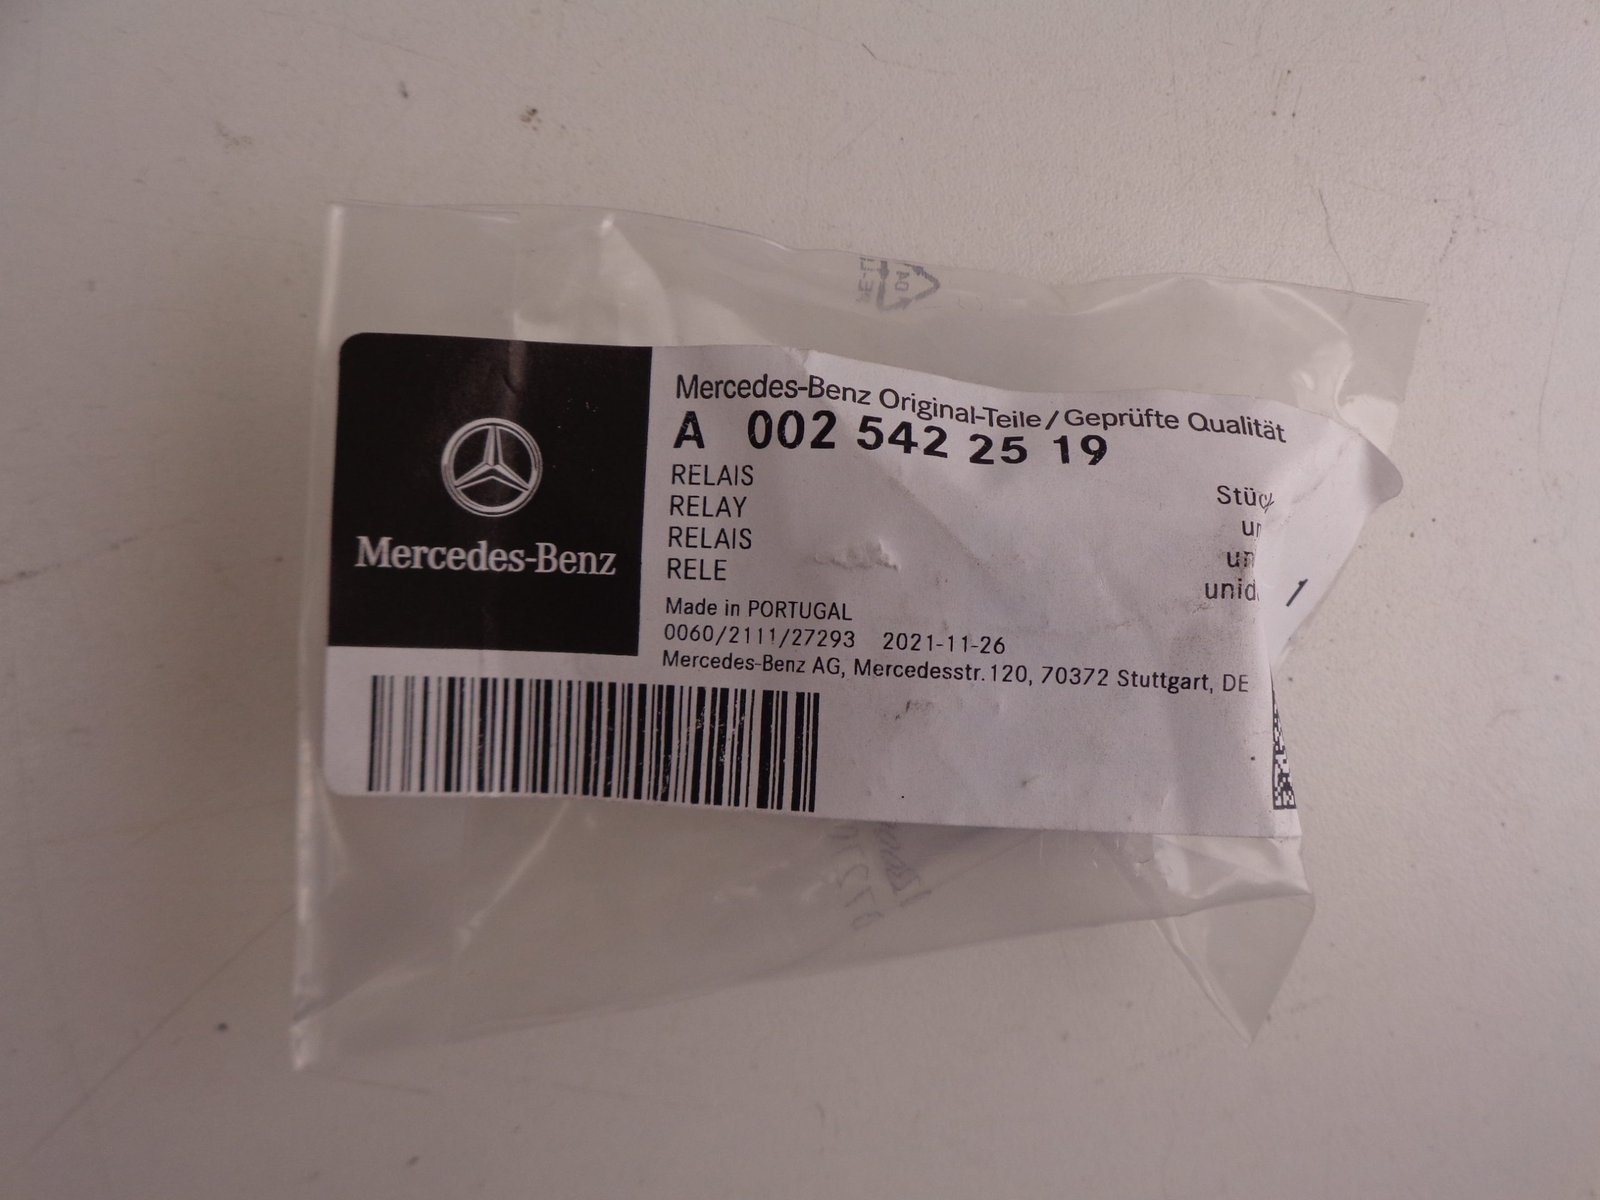 Mercedes-Benz
Mercedes-Benz Original-Teile/Geprüfte Qualität
A 002 542 25 19
RELAIS
RELAY
RELAIS
RELE
1
Made in PORTUGAL
0060/2111/27293 2021-11-26
Mercedes-Benz AG, Mercedesstr. 120, 70372 Stuttgart, DE